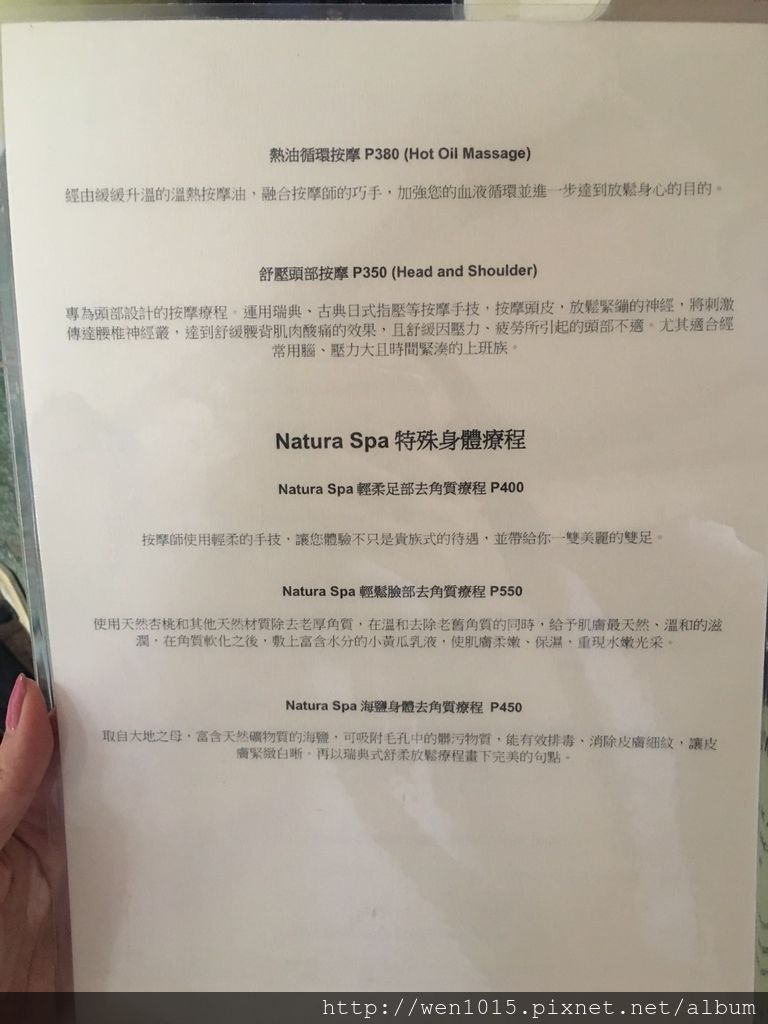 熱油循環按摩 P380 (Hot Oil Massage)
經由緩緩升溫的溫熱按摩油，融合按摩師的巧手，加強您的血液循環並進一步達到放鬆身心的目的。
舒壓頭部按摩 P350 (Head and Shoulder)
專為頭部設計的按摩療程。運用瑞典、古典日式指壓等按摩手技，按摩頭皮，放鬆緊繃的神經，將刺激
傳達腰椎神經叢，達到舒緩腰背肌肉酸痛的效果，且舒緩因壓力、疲勞所引起的頭部不適。尤其適合經
常用腦、壓力大且時間緊湊的上班族。
Natura Spa 特殊身體療程
Natura Spa 輕柔足部去角質療程 P400
按摩師使用輕柔的手技，讓您體驗不只是貴族式的待遇，並帶給你一雙美麗的雙足。
Natura Spa 輕鬆臉部去角質療程 P550
使用天然杏桃和其他天然材質除去老厚角質，在溫和去除老舊角質的同時，給予肌膚最天然、溫和的滋
潤，在角質軟化之後，敷上富含水分的小黃瓜乳液，使肌膚柔嫩、保濕，重現水嫩光采。
Natura Spa 海鹽身體去角質療程 P450
取自大地之母，富含天然礦物質的海鹽，可吸附毛孔中的髒污物質，能有效排毒、消除皮膚細紋，讓皮
膚緊緻白晰。再以瑞典式舒柔放鬆療程畫下完美的句點。
http://wen1015.pixnet.net/album